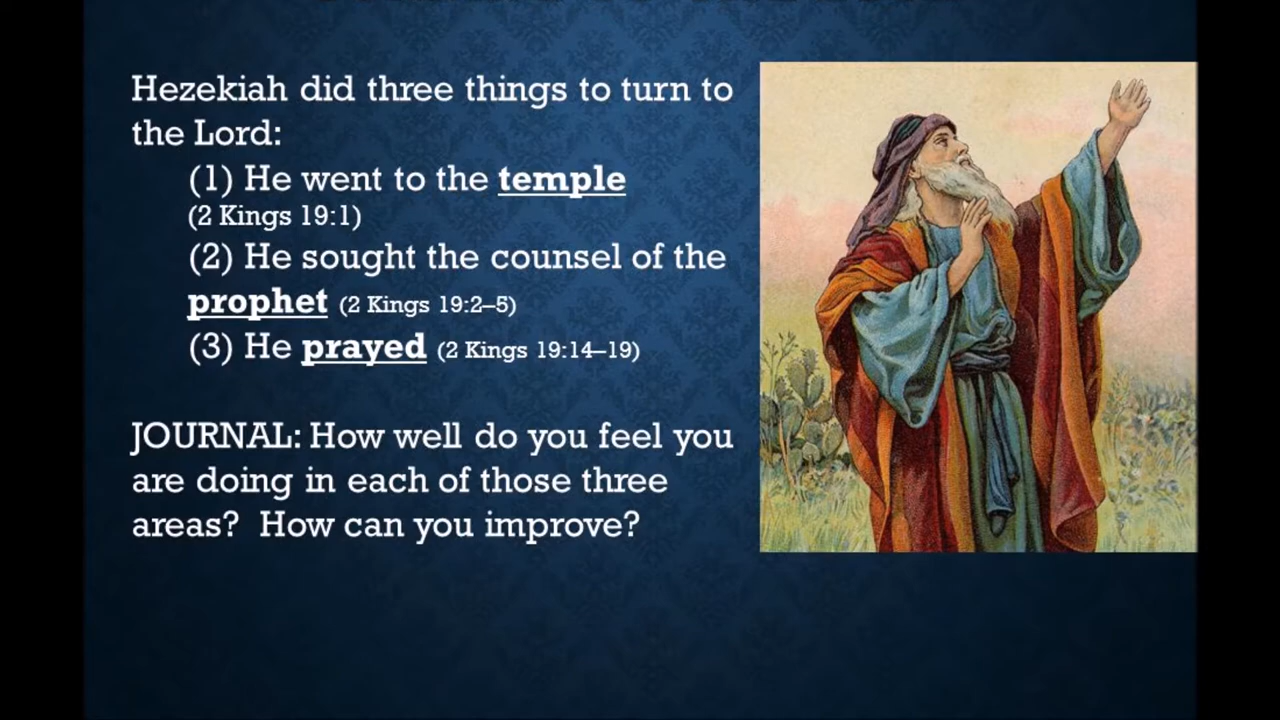 Hezekiah did three things to turn to
the Lord:
(1) He went to the temple
(2 Kings 19:1)
(2) He sought the counsel of the
prophet (2 Kings 19:2–5)
(3) He prayed (2 Kings 19:14–19)
JOURNAL: How well do you feel you
are doing in each of those three
areas?  How can you improve?